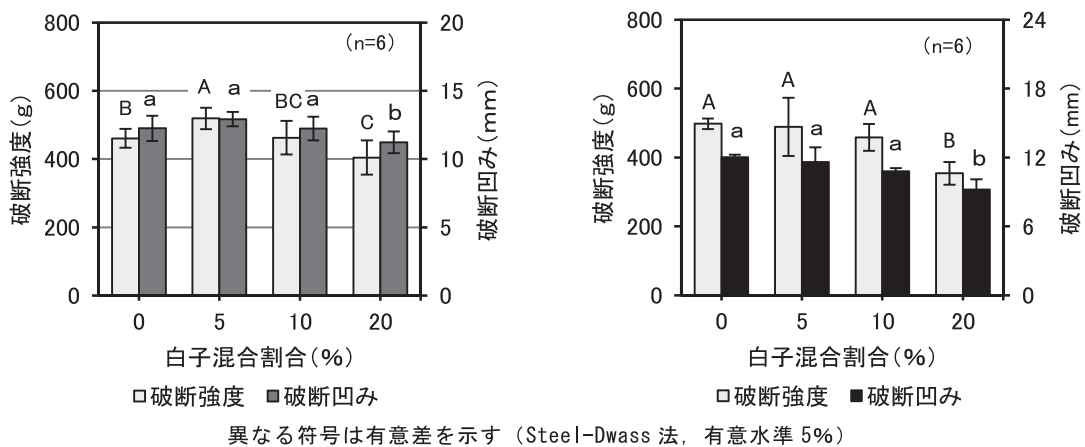 800
600
400
200
0
破断強度(g)
(n=6)
B
a
A
a
BC
a
C
b
20
15
10
5
0
破断凹み(mm)
0 5 10 20
白子混合割合(%)
破断強度 破断凹み
800
600
400
200
0
破断強度(g)
(n=6)
A
a
A
a
A
a
B
b
24
18
12
6
0
破断凹み(mm)
0 5 10 20
白子混合割合(%)
破断強度 破断凹み
異なる符号は有意差を示す(Steel-Dwass 法, 有意水準 5%)